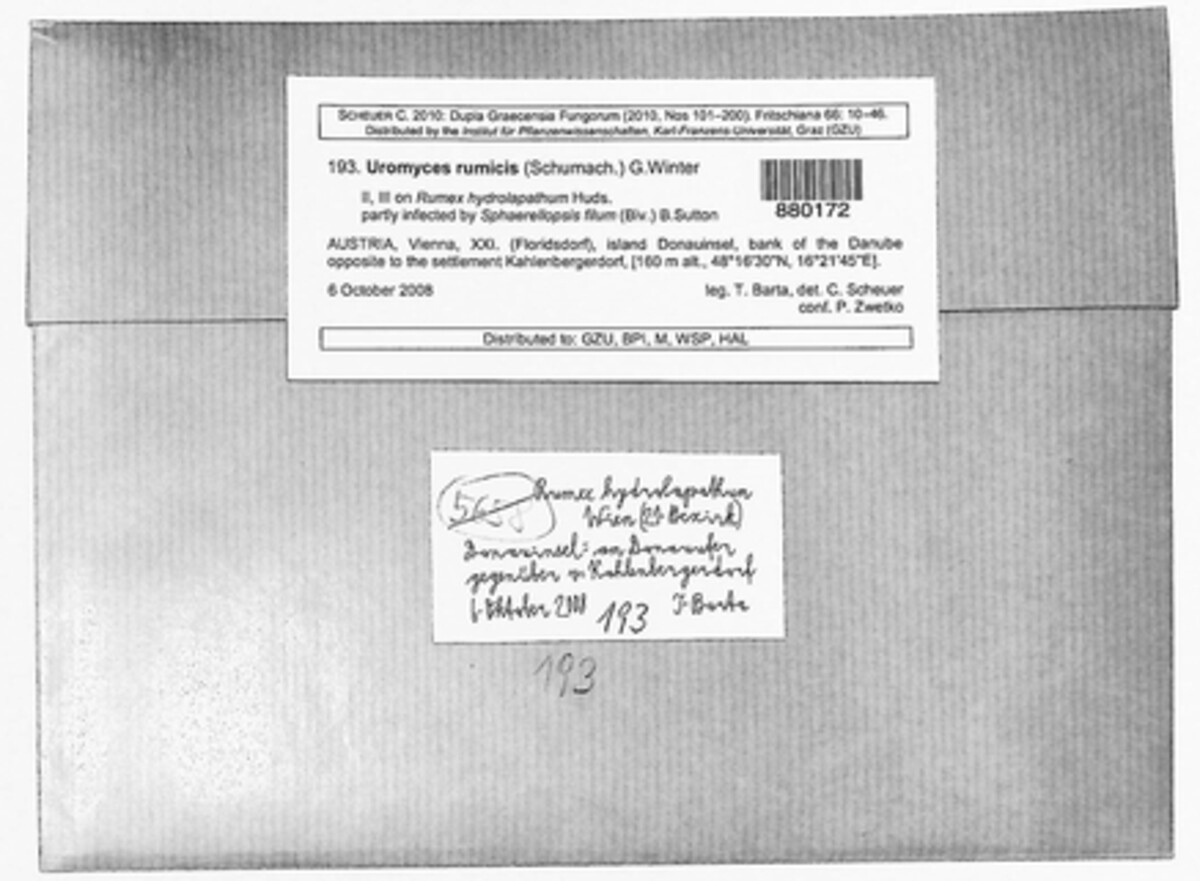 SCHEUER C. 2010: Dupla Graecensia Fungorum (2010, Nos 101–200). Fritschiana 66: 10–46.
Distributed by the Institut für Pflanzenwissenschaften, Karl-Franzens-Universität, Graz (GZU)
193. Uromyces rumicis (Schumach.) G.Winter
880172
II, III on Rumex hydrolapathum Huds.
partly infected by Sphaerellopsis filum (Biv.) B.Sutton
AUSTRIA, Vienna, XXI. (Floridsdorf), island Donauinsel, bank of the Danube
opposite to the settlement Kahlenbergerdorf, [160 m alt., 48°16'30"N, 16°21'45"E].
6 October 2008 leg. T. Barta, det. C. Scheuer
conf. P. Zwetko
Distributed to: GZU, BPI, M, WSP, HAL
Rumex hydrolapathum
Wien (21. Bezirk)
Donauinsel: am Donauufer
gegenüber v. Kahlenbergerdorf
6. Oktober 2008 193 T. Barta
193